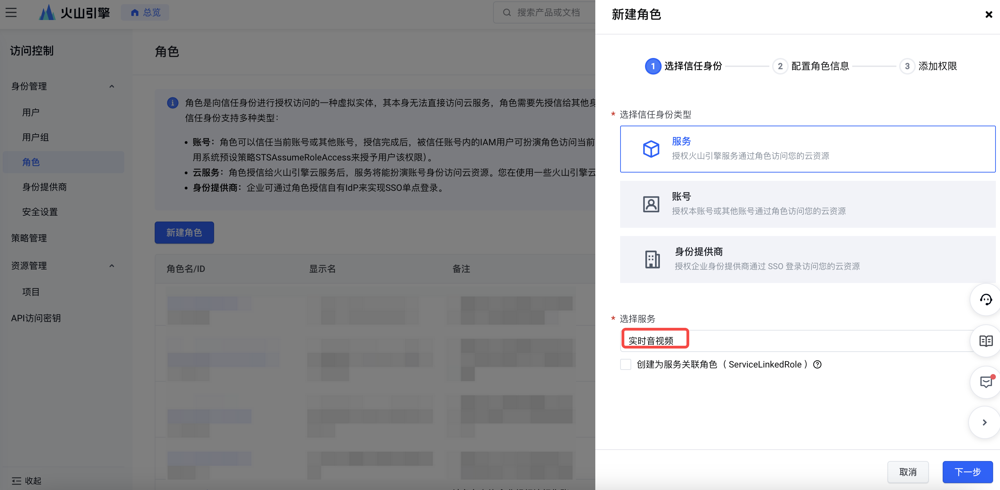 火山引擎
总览
搜索产品或文档
访问控制
身份管理
用户
用户组
角色
身份提供商
安全设置
策略管理
资源管理
项目
API访问密钥
收起
角色
角色是向信任身份进行授权访问的一种虚拟实体，其本身无法直接访问云服务，角色需要先授信给其他身
信任身份支持多种类型：
• 账号：角色可以信任当前账号或其他账号，授信完成后，被信任账号内的IAM用户可扮演角色访问当前
用系统预设策略STSAssumeRoleAccess来授予用户该权限）。
• 云服务：角色授信给火山引擎云服务后，服务将能扮演账号身份访问云资源。您在使用一些火山引擎云
• 身份提供商：企业可通过角色授信自有IdP来实现SSO单点登录。
新建角色
角色名/ID 显示名 备注
新建角色
1 选择信任身份 2 配置角色信息 3 添加权限
* 选择信任身份类型
服务
授权火山引擎服务通过角色访问您的云资源
账号
授权本账号或其他账号通过角色访问您的云资源
身份提供商
授权企业身份提供商通过 SSO 登录访问您的云资源
* 选择服务
实时音视频
创建为服务关联角色（ ServiceLinkedRole ）
取消 下一步